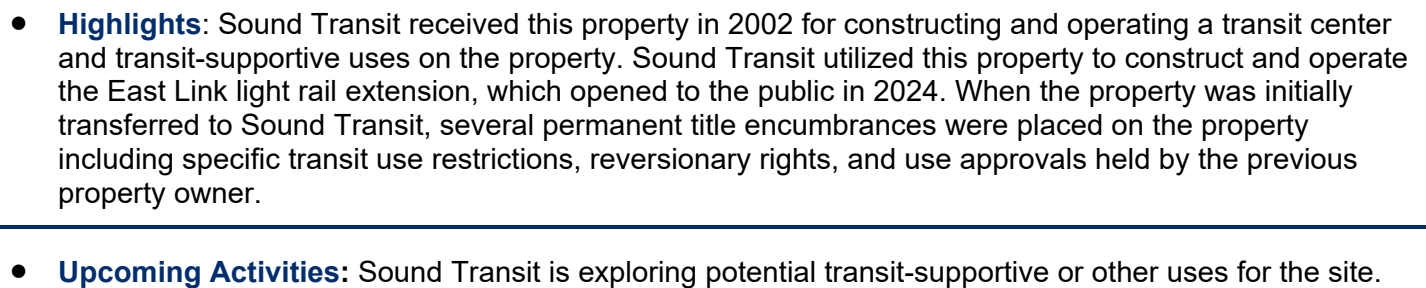 ● Highlights: Sound Transit received this property in 2002 for constructing and operating a transit center
and transit-supportive uses on the property. Sound Transit utilized this property to construct and operate
the East Link light rail extension, which opened to the public in 2024. When the property was initially
transferred to Sound Transit, several permanent title encumbrances were placed on the property
including specific transit use restrictions, reversionary rights, and use approvals held by the previous
property owner.
● Upcoming Activities: Sound Transit is exploring potential transit-supportive or other uses for the site.